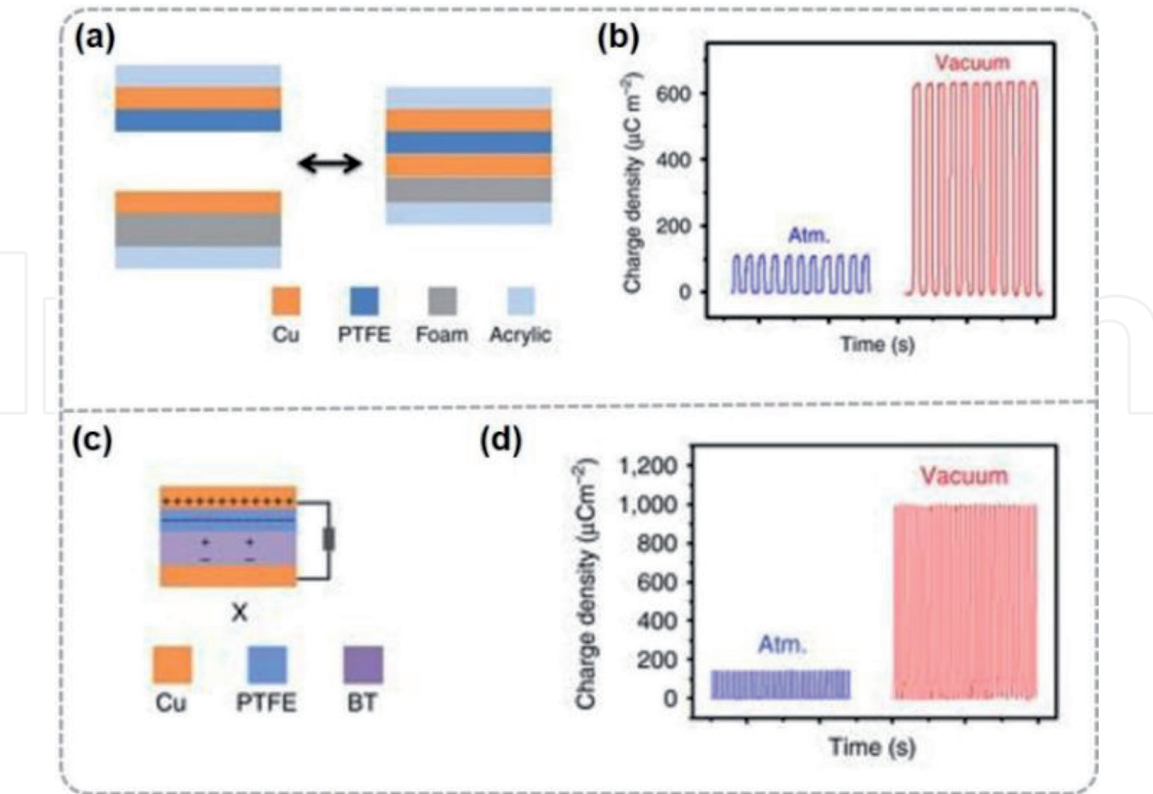 (a)
Cu PTFE Foam Acrylic
(b)
Charge density (µC m⁻²)
600
400
200
0
Vacuum
Atm.
Time (s)
(c)
+ + + + + + + + + + + +
+ +
− −
X
Cu PTFE BT
(d)
Charge density (µCm⁻²)
1,200
1,000
800
600
400
200
0
Vacuum
Atm.
Time (s)